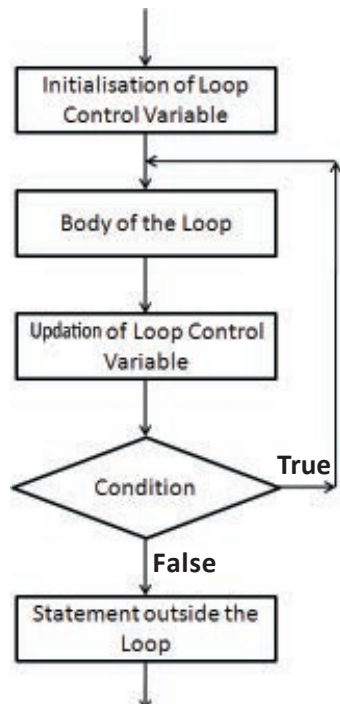 Initialisation of Loop
Control Variable
Body of the Loop
Updation of Loop Control
Variable
Condition
True
False
Statement outside the
Loop